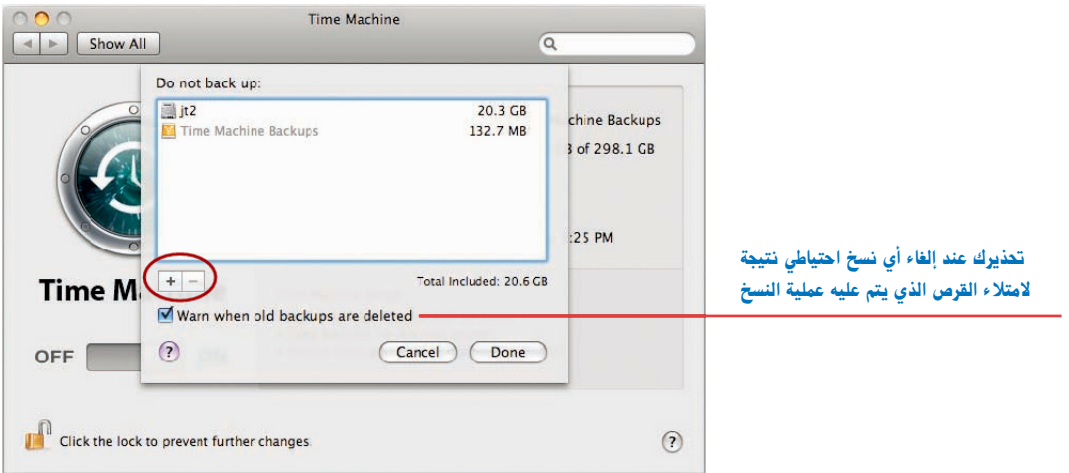 Time Machine
Show All
Do not back up:
jt2 20.3 GB
Time Machine Backups 132.7 MB
chine Backups
of 298.1 GB
:25 PM
+ −
Total Included: 20.6 GB
Time M
Warn when old backups are deleted
تحذيرك عند إلغاء أي نسخ احتياطي نتيجة
لامتلاء القرص الذي يتم عليه عملية النسخ
OFF
? Cancel Done
Click the lock to prevent further changes.
?